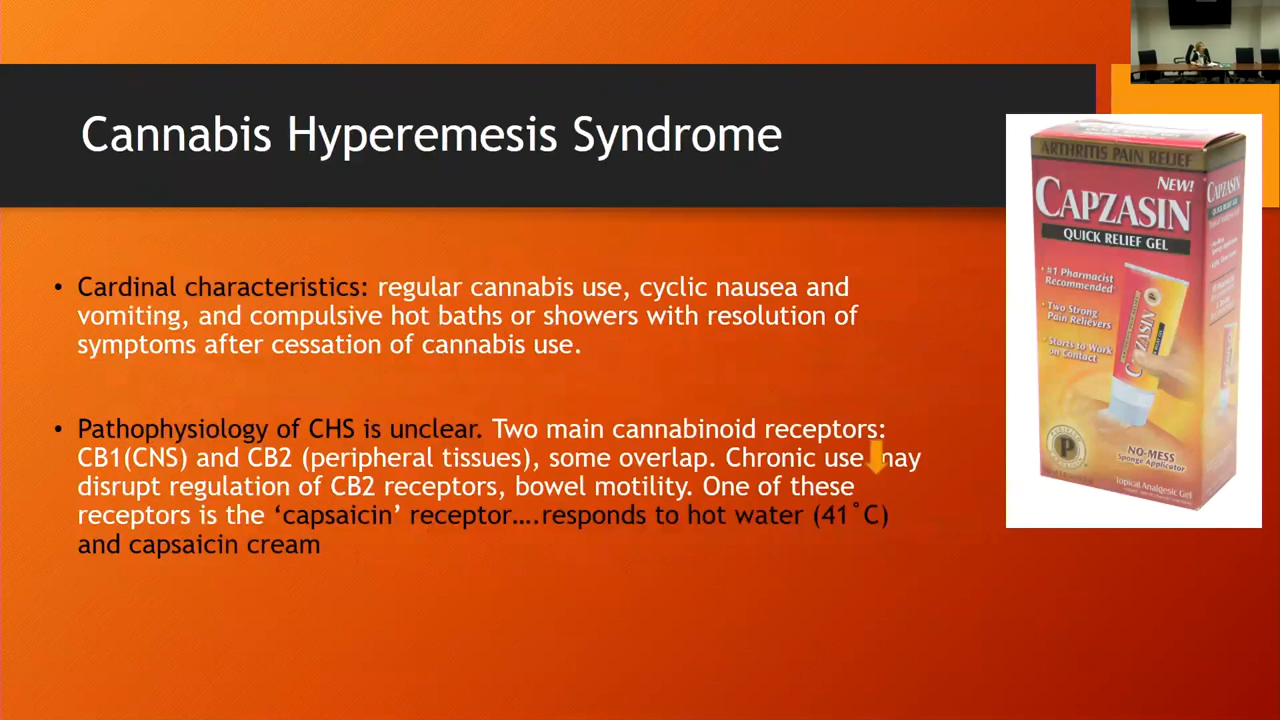 Cannabis Hyperemesis Syndrome
• Cardinal characteristics: regular cannabis use, cyclic nausea and
vomiting, and compulsive hot baths or showers with resolution of
symptoms after cessation of cannabis use.
• Pathophysiology of CHS is unclear. Two main cannabinoid receptors:
CB1(CNS) and CB2 (peripheral tissues), some overlap. Chronic use may
disrupt regulation of CB2 receptors, bowel motility. One of these
receptors is the ‘capsaicin’ receptor….responds to hot water (41˚C)
and capsaicin cream
ARTHRITIS PAIN RELIEF
NEW!
CAPZASIN
QUICK RELIEF GEL
• #1 Pharmacist
Recommended
• Two Strong
Pain Relievers
• Starts to Work
on Contact
CAPZASIN
P
NO-MESS
Sponge Applicator
Topical Analgesic Gel
CAPZASIN
QUICK RELIEF GEL